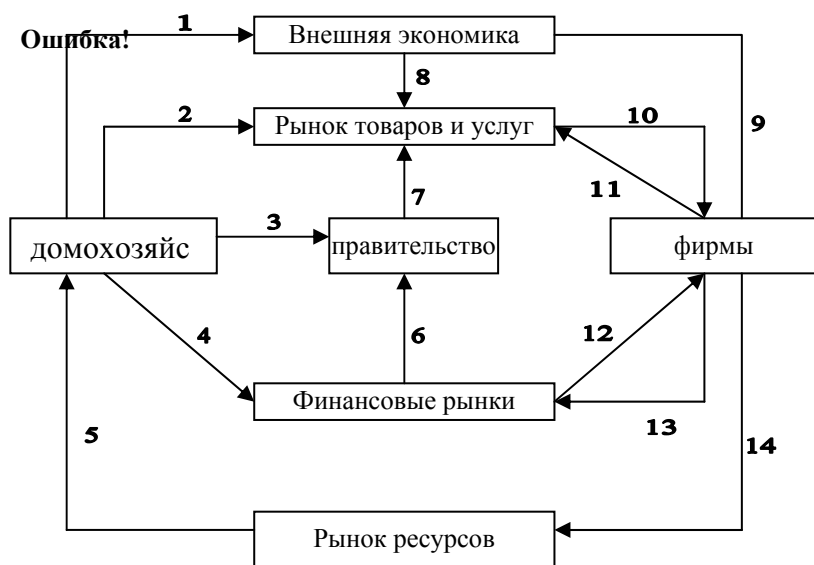 1
Ошибка!
Внешняя экономика
8
2
Рынок товаров и услуг
10
9
11
7
3
домохозяйс
правительство
фирмы
4
6
12
Финансовые рынки
5
13
14
Рынок ресурсов